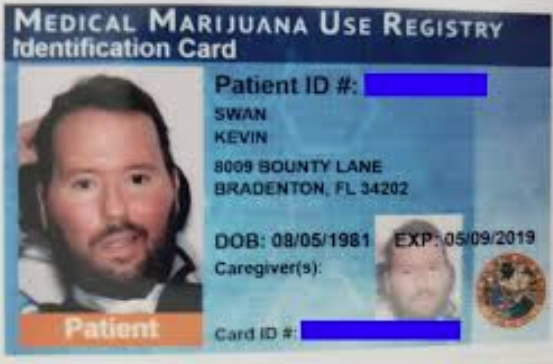 MEDICAL MARIJUANA USE REGISTRY
Identification Card
Patient ID #:
SWAN
KEVIN
8009 BOUNTY LANE
BRADENTON, FL 34202
DOB: 08/05/1981 EXP: 05/09/2019
Caregiver(s):
Patient
Card ID #: